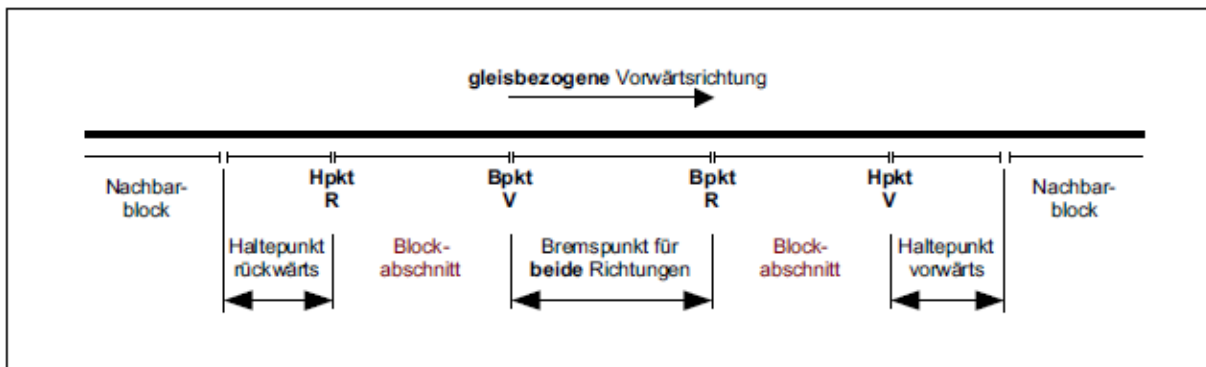 gleisbezogene Vorwärtsrichtung
Nachbar-
block
Hpkt
R
Bpkt
V
Bpkt
R
Hpkt
V
Nachbar-
block
Haltepunkt
rückwärts
Block-
abschnitt
Bremspunkt für
beide Richtungen
Block-
abschnitt
Haltepunkt
vorwärts